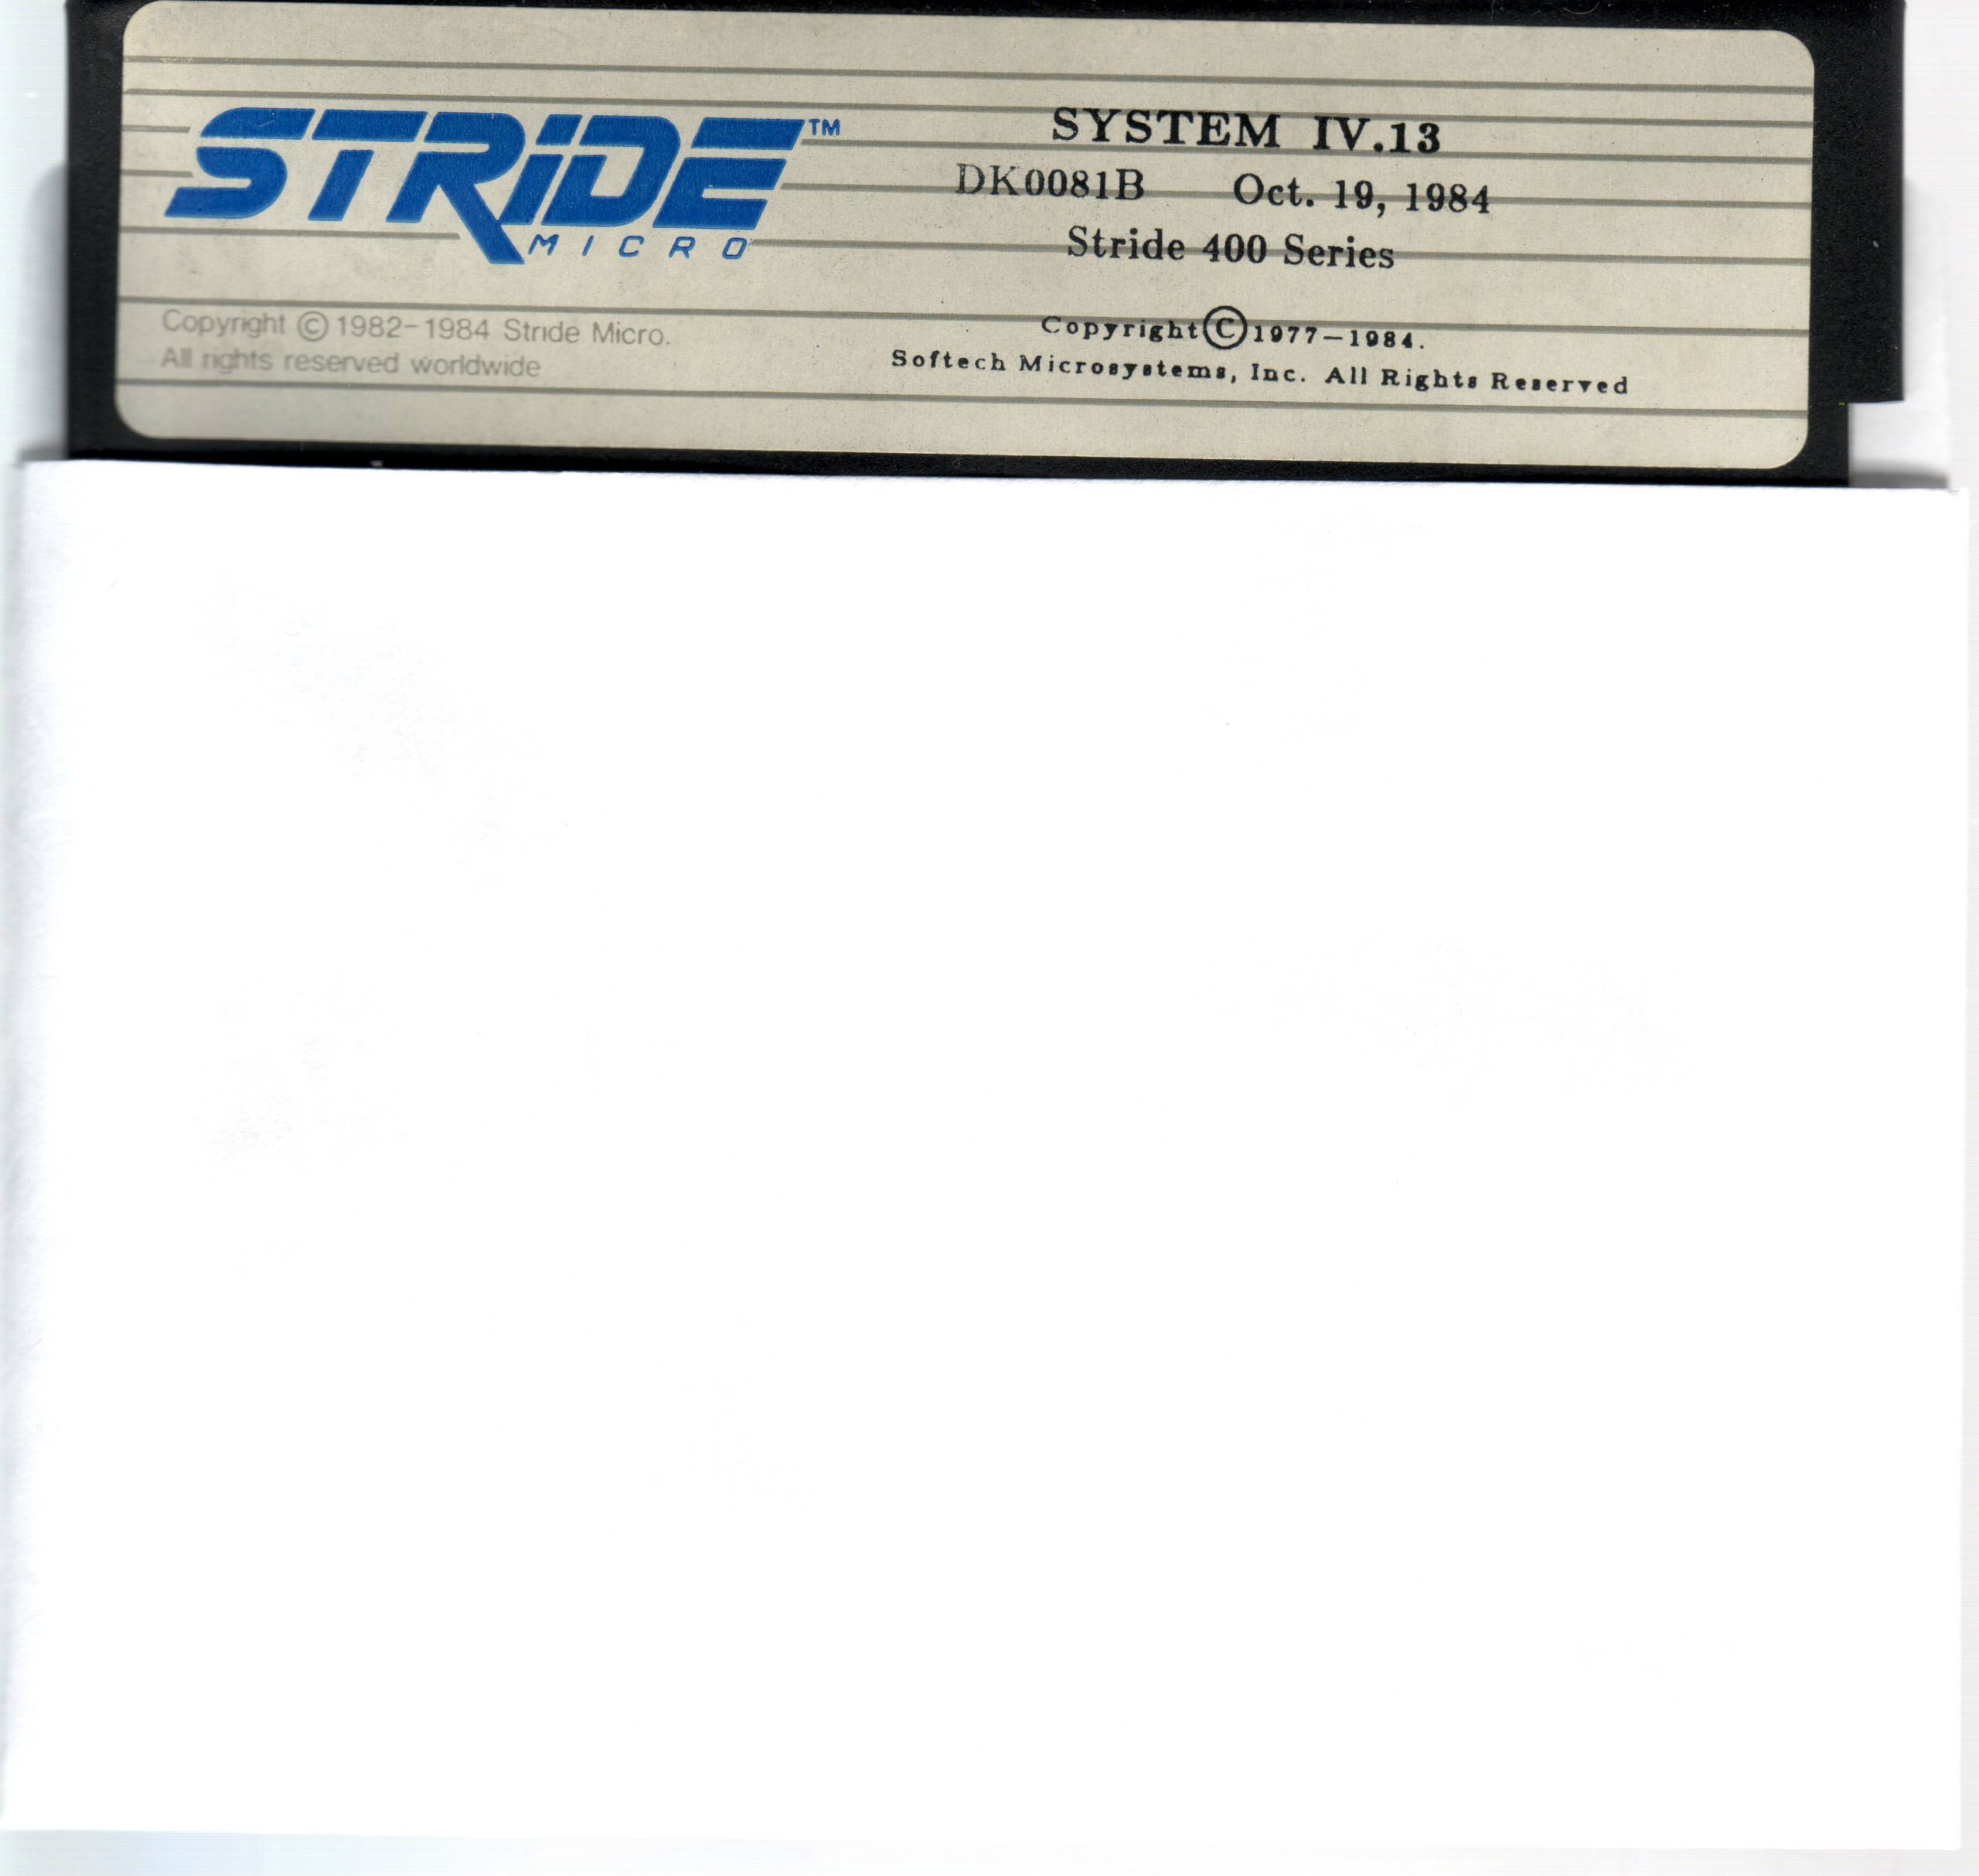 STRIDE™
MICRO
Copyright ©1982-1984 Stride Micro.
All rights reserved worldwide
SYSTEM IV.13
DK0081B Oct. 19, 1984
Stride 400 Series
Copyright©1977-1984.
Softech Microsystems, Inc. All Rights Reserved